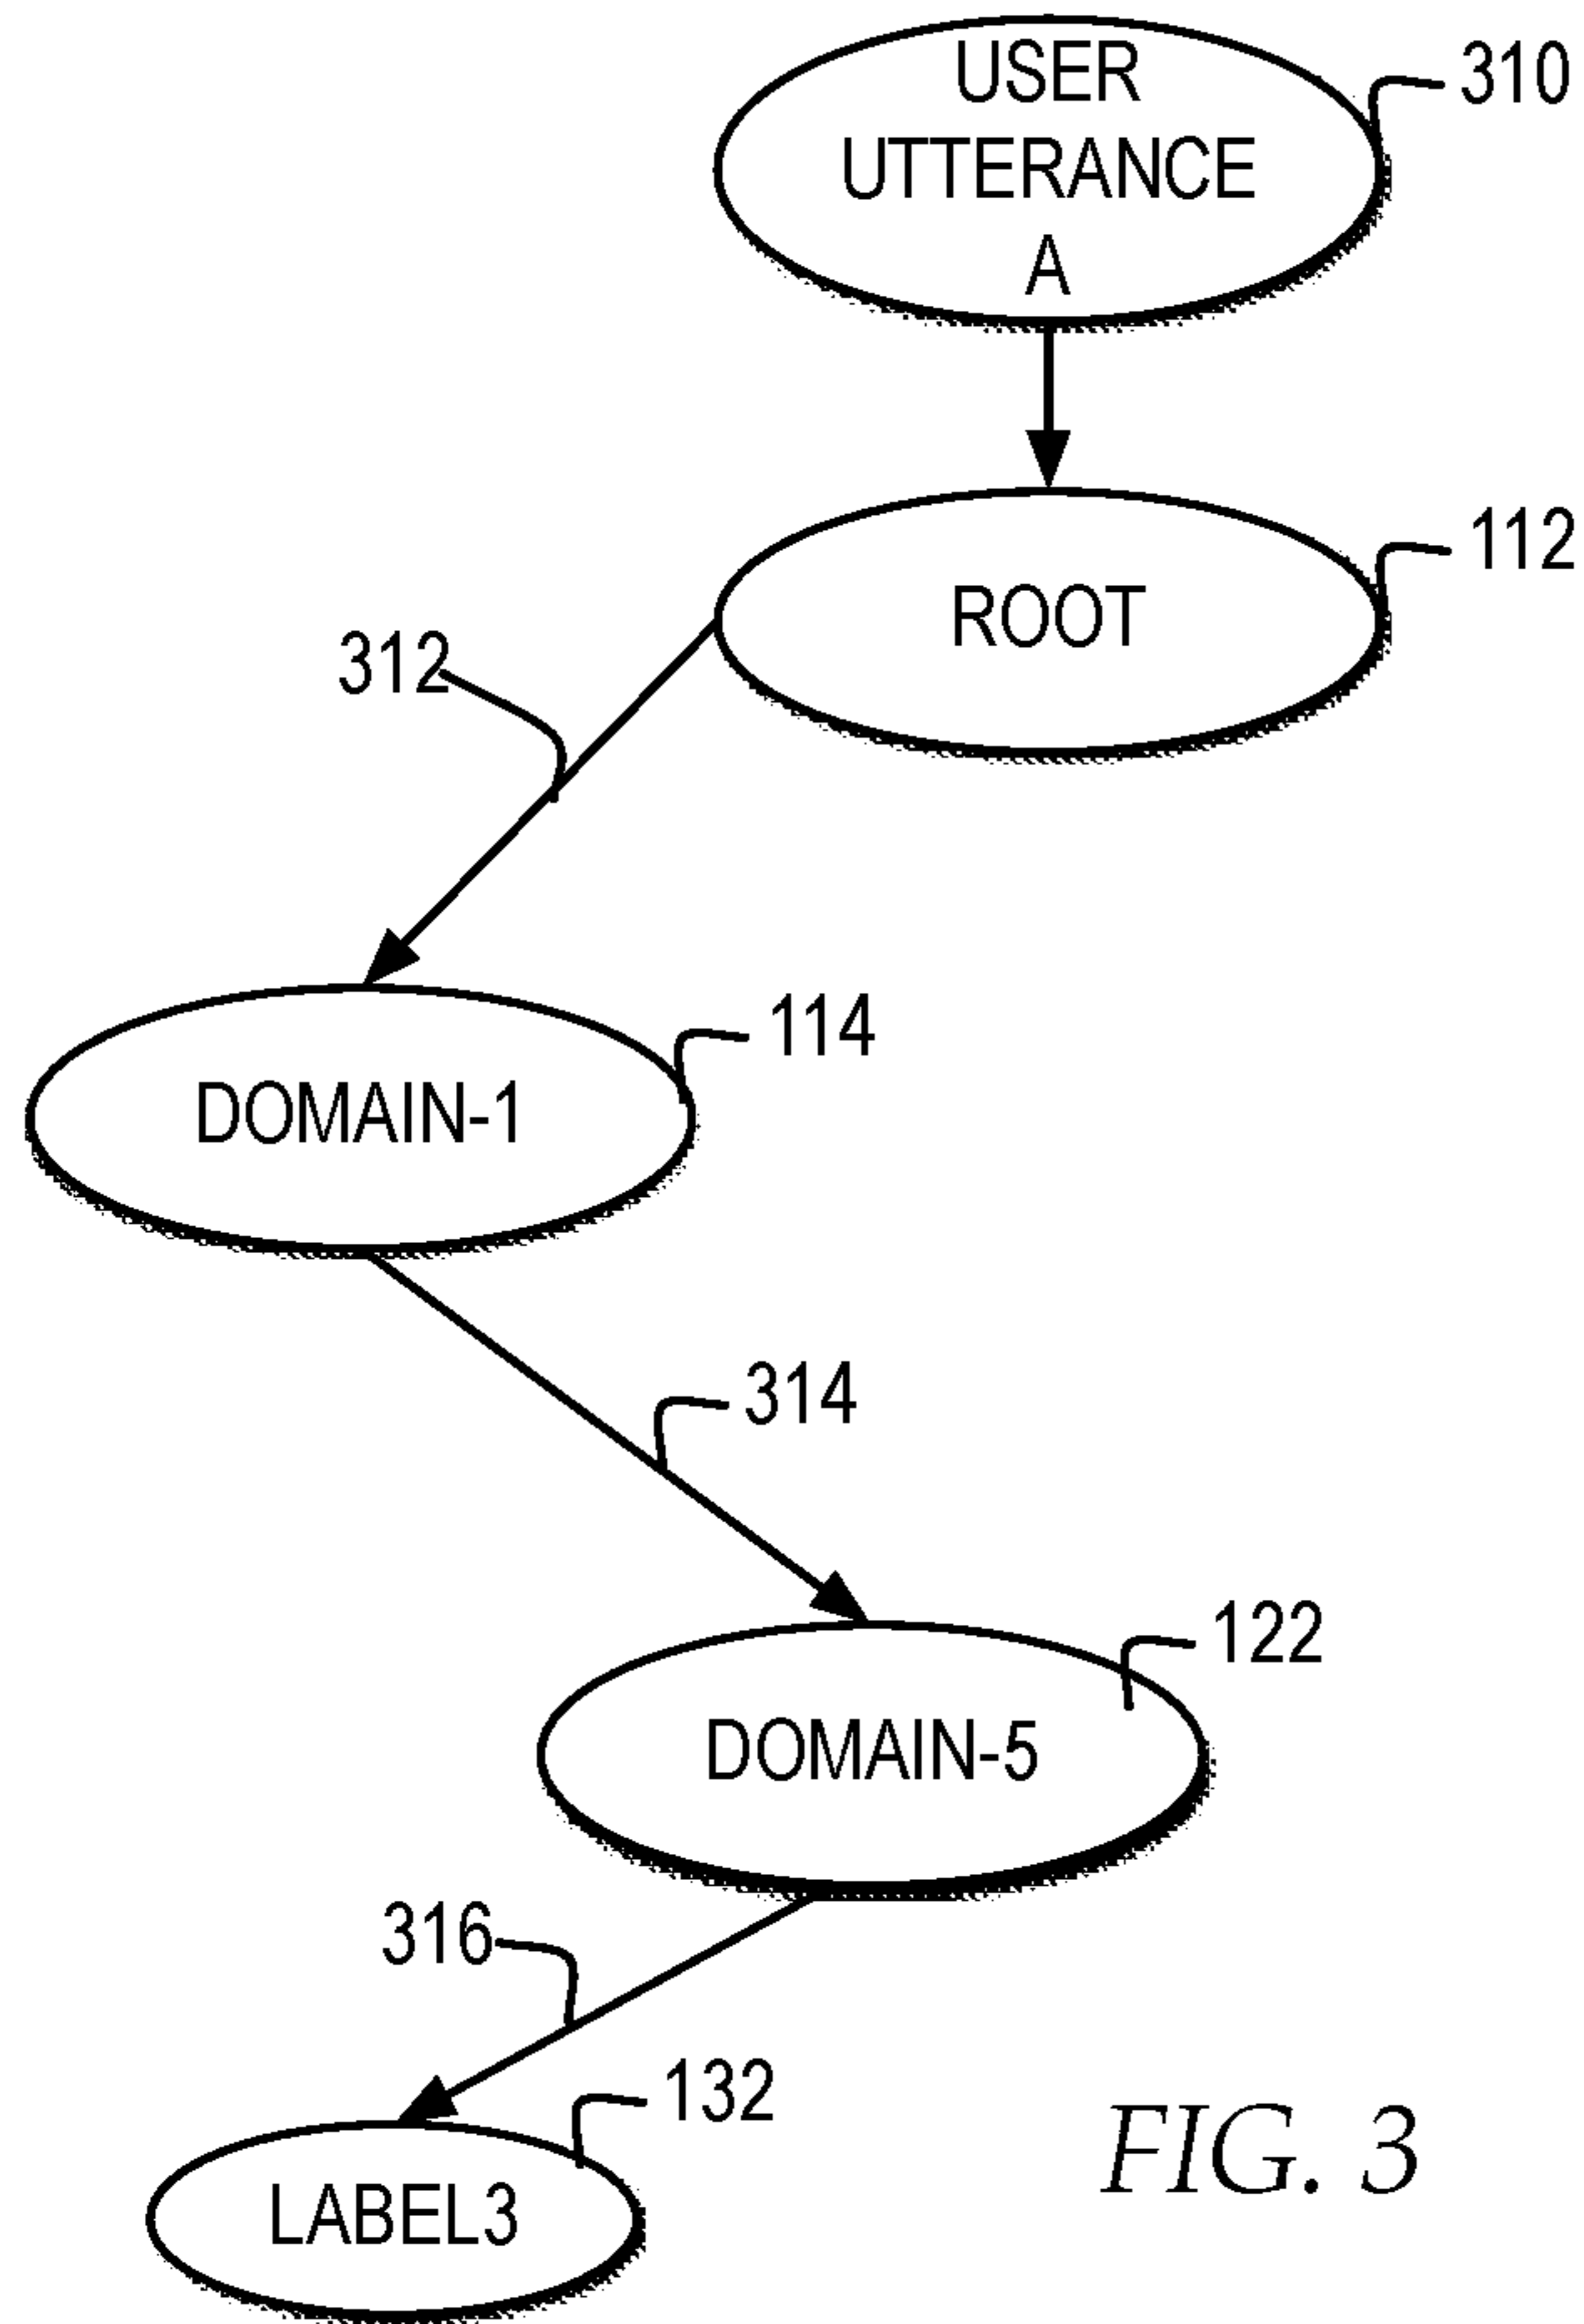 USER
UTTERANCE
A
310
ROOT
112
312
DOMAIN-1
114
314
DOMAIN-5
122
316
LABEL3
132
FIG. 3